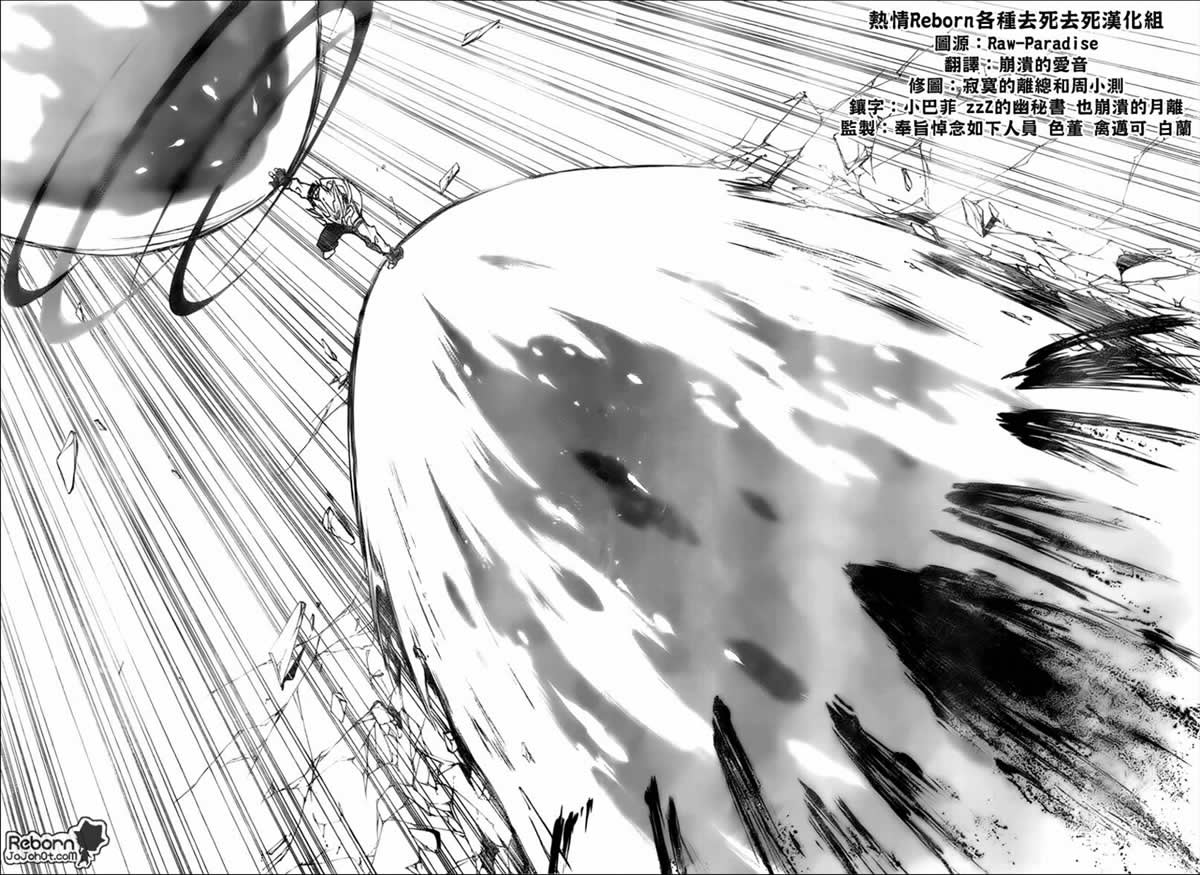 熱情Reborn各種去死去死漢化組
圖源：Raw-Paradise
翻譯：崩潰的愛音
修圖：寂寞的離總和周小測
鑲字：小巴菲 zzZ的幽秘書 也崩潰的月離
監製：奉旨悼念如下人員 色董 禽邁可 白蘭
Reborn
JoJohOt.com